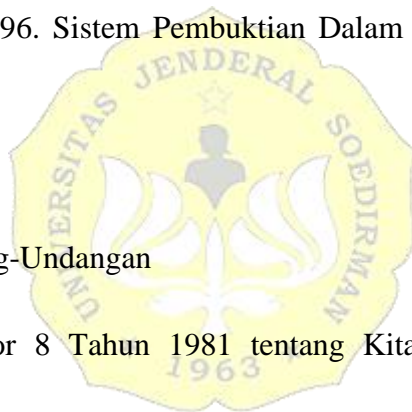 96. Sistem Pembuktian Dalam
UNIVERSITAS JENDERAL SOEDIRMAN
g-Undangan
or 8 Tahun 1981 tentang Kita
1963